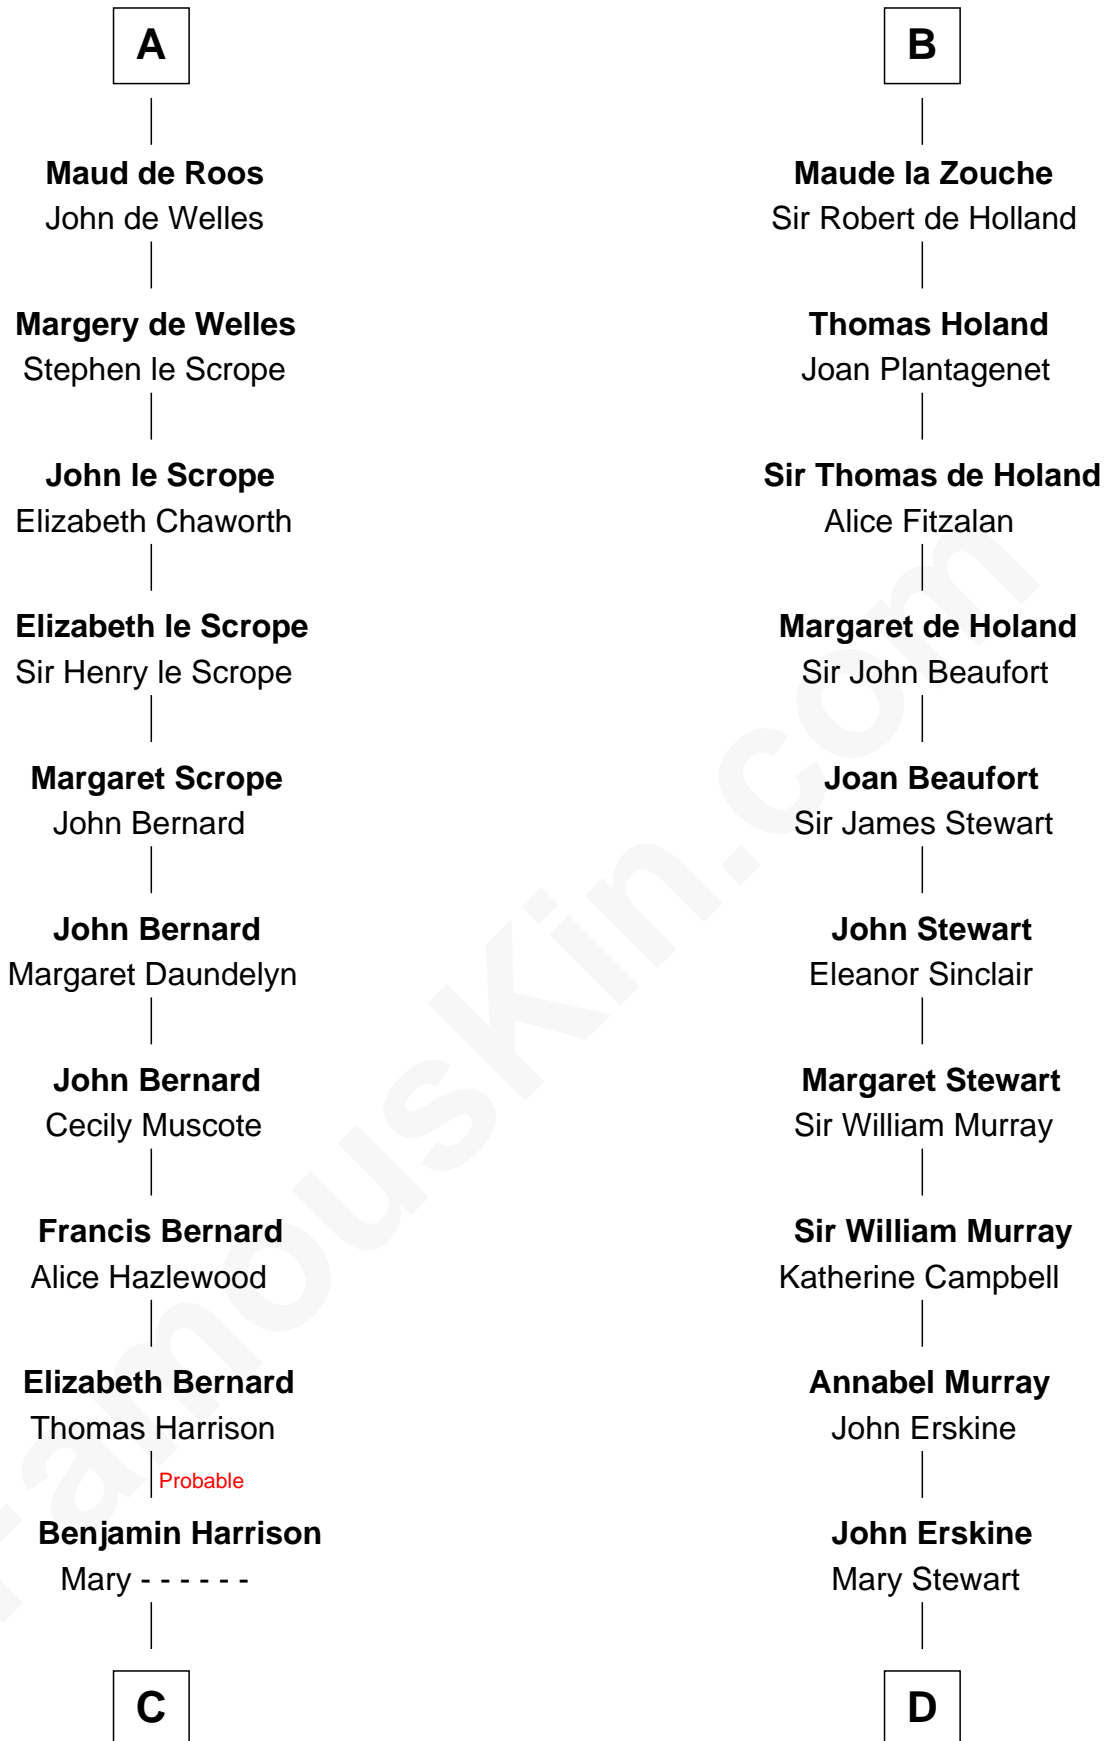 A
Maud de Roos
John de Welles
Margery de Welles
Stephen le Scrope
John le Scrope
Elizabeth Chaworth
Elizabeth le Scrope
Sir Henry le Scrope
Margaret Scrope
John Bernard
John Bernard
Margaret Daundelyn
John Bernard
Cecily Muscote
Francis Bernard
Alice Hazlewood
Elizabeth Bernard
Thomas Harrison
Probable
Benjamin Harrison
Mary - - - - - -
C
B
Maude la Zouche
Sir Robert de Holland
Thomas Holand
Joan Plantagenet
Sir Thomas de Holand
Alice Fitzalan
Margaret de Holand
Sir John Beaufort
Joan Beaufort
Sir James Stewart
John Stewart
Eleanor Sinclair
Margaret Stewart
Sir William Murray
Sir William Murray
Katherine Campbell
Annabel Murray
John Erskine
John Erskine
Mary Stewart
D
FamousKin.com